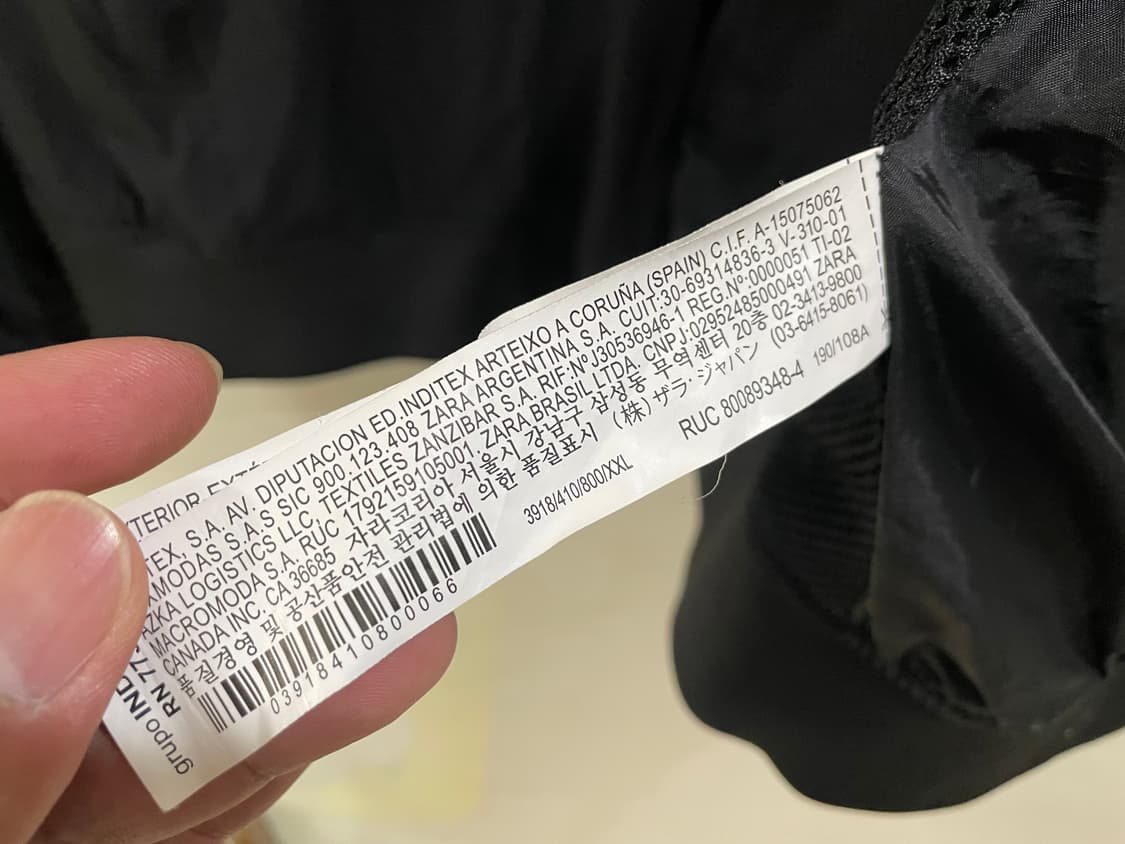 XTERIOR
TEX, S.A. AV. DIPUTACION ED.INDITEX ARTEIXO A CORUÑA (SPAIN) C.I.F. A-15075062
AMODAS S.A.S SIC 900.123.408 ZARA ARGENTINA S.A. CUIT:30-69314836-3 V-310-01
RZKA LOGISTICS LLC, TEXTILES ZANZIBAR S.A. RIF:Nº J30536946-1 REG.Nº:0000051 TI-02
MACROMODA S.A. RUC 1792159105001, ZARA BRASIL LTDA. CNPJ:02952485000491 ZARA
CANADA INC. CA 36685 자라코리아 서울시 강남구 삼성동 무역센터 20층 02-3413-9800
품질경영 및 공산품안전 관리법에 의한 품질표시 (株) ザラ・ジャパン (03-6415-8061)
3918/410/800/XXL RUC 80089348-4 190/108A
03918410800066
RN 77
grupo IND